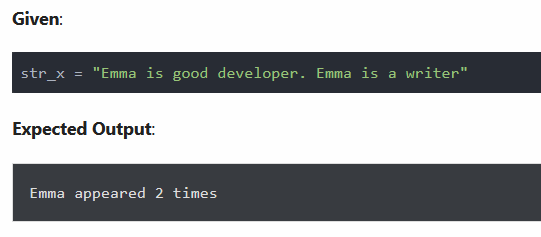 Given:
str_x = "Emma is good developer. Emma is a writer"
Expected Output:
Emma appeared 2 times